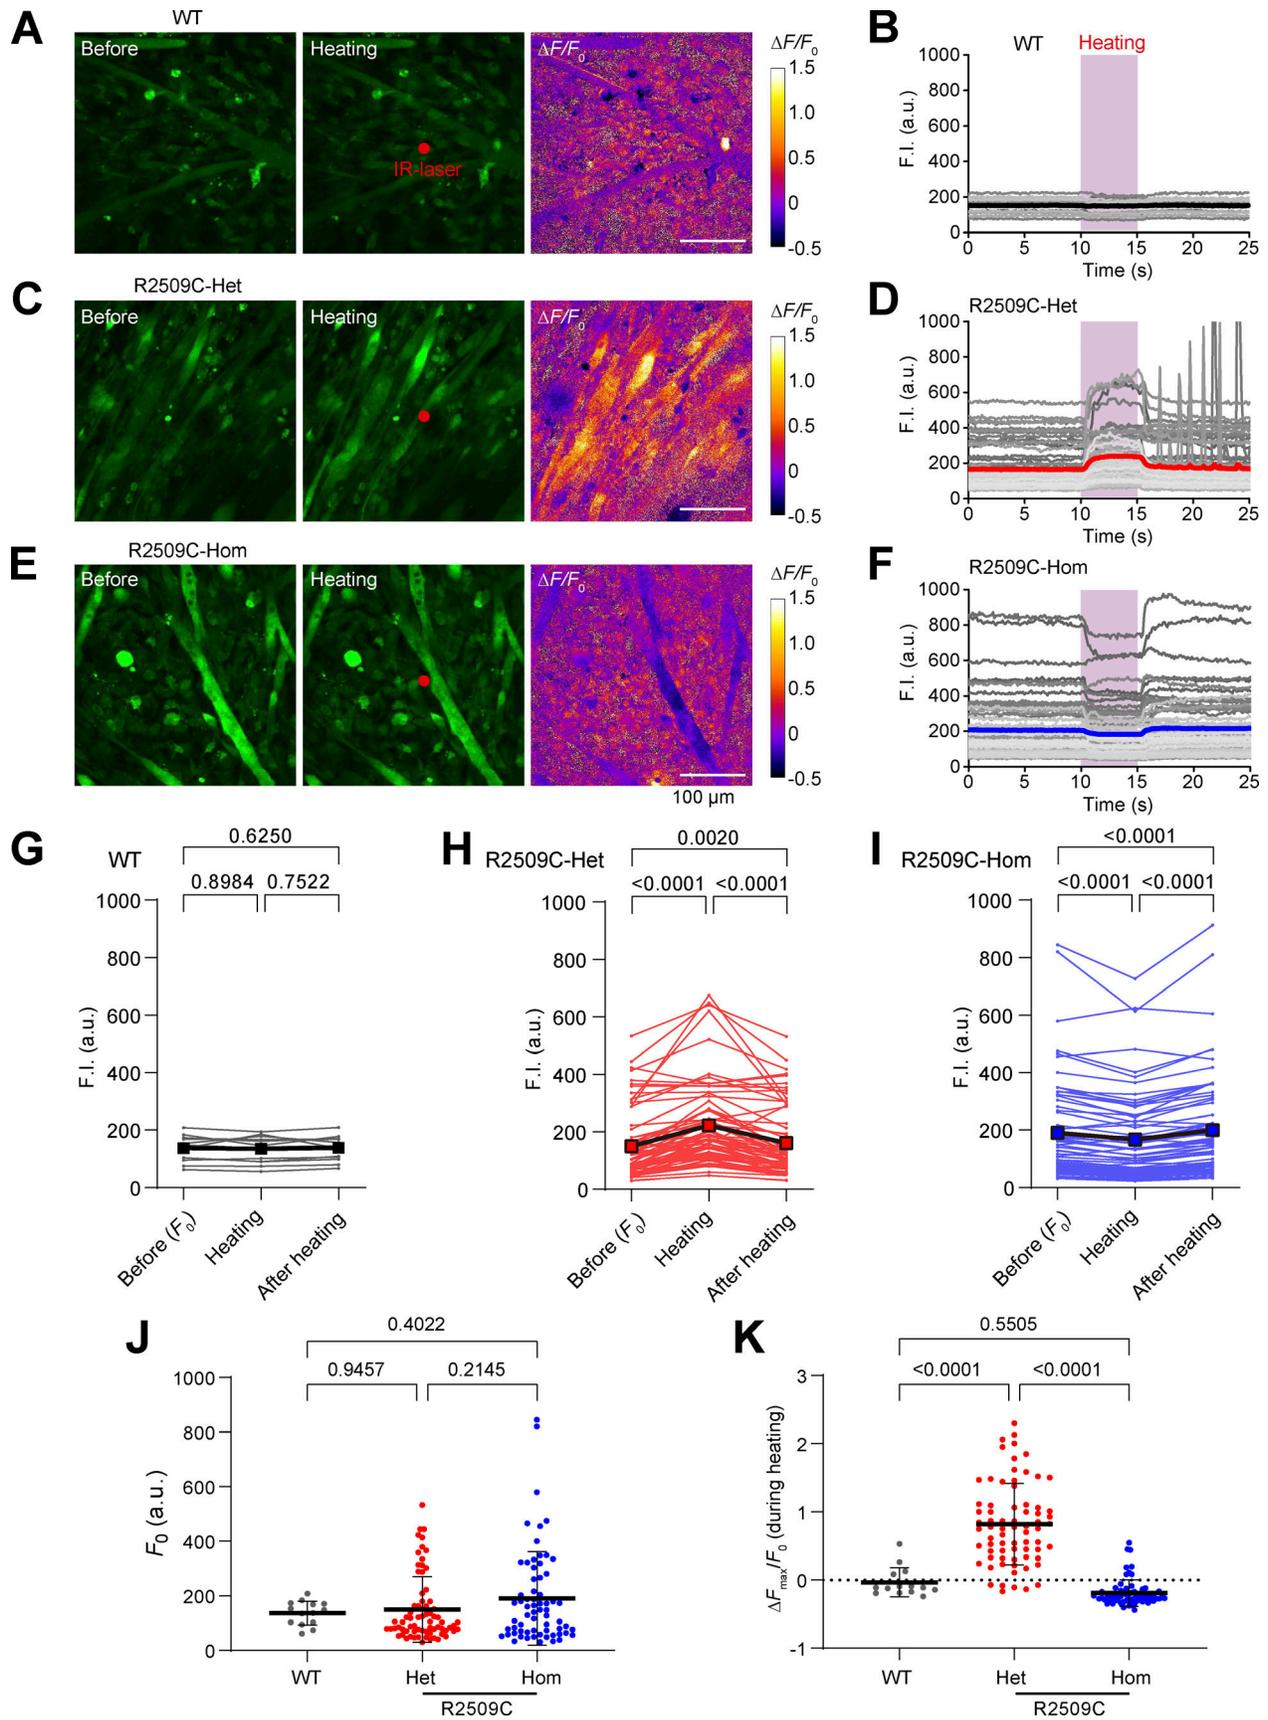 A
WT
Before
Heating
IR-laser
ΔF/F0
ΔF/F0
1.5
1.0
0.5
0
-0.5
B
WT
Heating
1000
800
600
400
200
0
F.I. (a.u.)
0 5 10 15 20 25
Time (s)
C
R2509C-Het
Before
Heating
ΔF/F0
ΔF/F0
1.5
1.0
0.5
0
-0.5
D
R2509C-Het
1000
800
600
400
200
0
F.I. (a.u.)
0 5 10 15 20 25
Time (s)
E
R2509C-Hom
Before
Heating
ΔF/F0
ΔF/F0
1.5
1.0
0.5
0
-0.5
100 µm
F
R2509C-Hom
1000
800
600
400
200
0
F.I. (a.u.)
0 5 10 15 20 25
Time (s)
G
WT
0.6250
0.8984 0.7522
1000
800
600
400
200
0
F.I. (a.u.)
Before (F0)
Heating
After heating
H
R2509C-Het
0.0020
<0.0001 <0.0001
1000
800
600
400
200
0
F.I. (a.u.)
Before (F0)
Heating
After heating
I
R2509C-Hom
<0.0001
<0.0001 <0.0001
1000
800
600
400
200
0
F.I. (a.u.)
Before (F0)
Heating
After heating
J
0.4022
0.9457 0.2145
1000
800
600
400
200
0
F0 (a.u.)
WT Het Hom
R2509C
K
0.5505
<0.0001 <0.0001
3
2
1
0
-1
ΔFmax/F0 (during heating)
WT Het Hom
R2509C